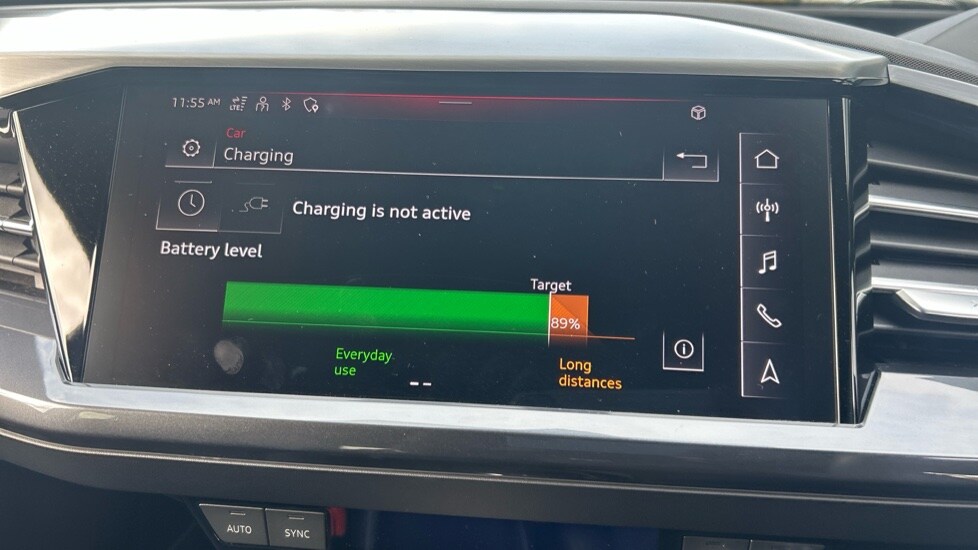 11:55 AM LTE
Car
Charging
Charging is not active
Battery level
Target
89%
Everyday
use
--
Long
distances
AUTO
SYNC